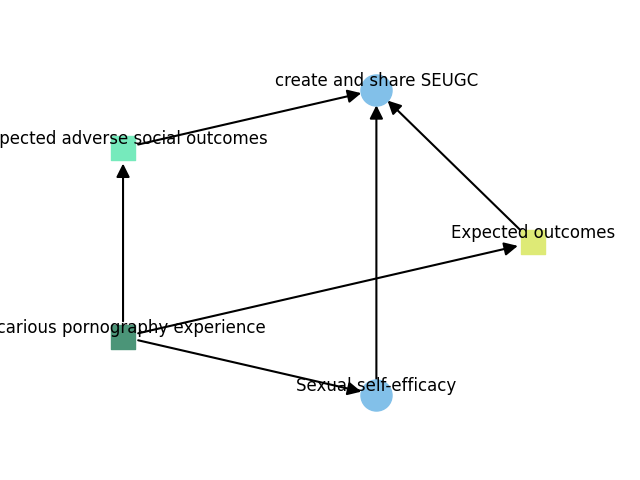 create and share SEUGC
pected adverse social outcomes
Expected outcomes
carious pornography experience
Sexual self-efficacy